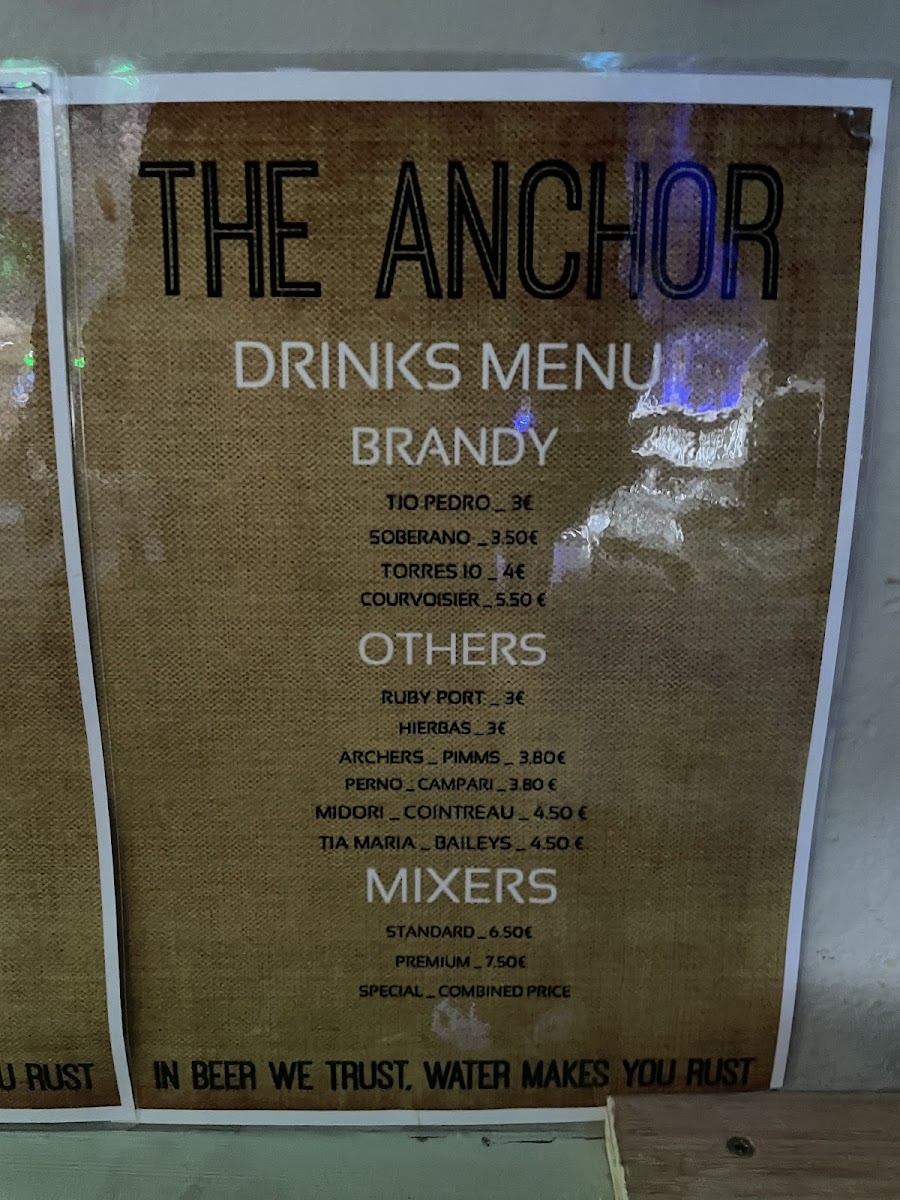 THE ANCHOR
DRINKS MENU
BRANDY
TIO PEDRO _ 3€
SOBERANO _ 3.50€
TORRES 10 _ 4€
COURVOISIER _ 5.50 €
OTHERS
RUBY PORT _ 3€
HIERBAS _ 3€
ARCHERS _ PIMMS _ 3.80€
PERNO _ CAMPARI _ 3.80 €
MIDORI _ COINTREAU _ 4.50 €
TIA MARIA _ BAILEYS _ 4.50 €
MIXERS
STANDARD _ 6.50€
PREMIUM _ 7.50€
SPECIAL _ COMBINED PRICE
IN BEER WE TRUST, WATER MAKES YOU RUST
U RUST